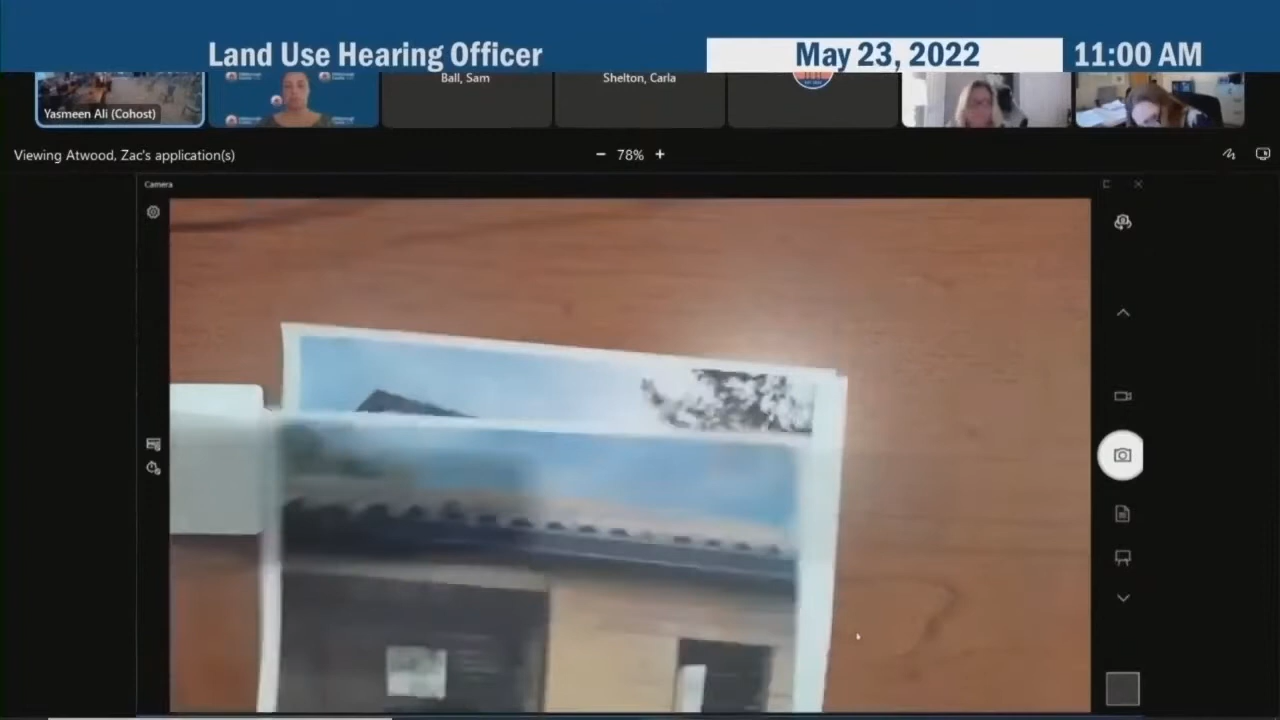 Land Use Hearing Officer
May 23, 2022
11:00 AM
Yasmeen Ali (Cohost)
Ball, Sam
Shelton, Carla
Viewing Atwood, Zac's application(s)
− 78% +
Camera